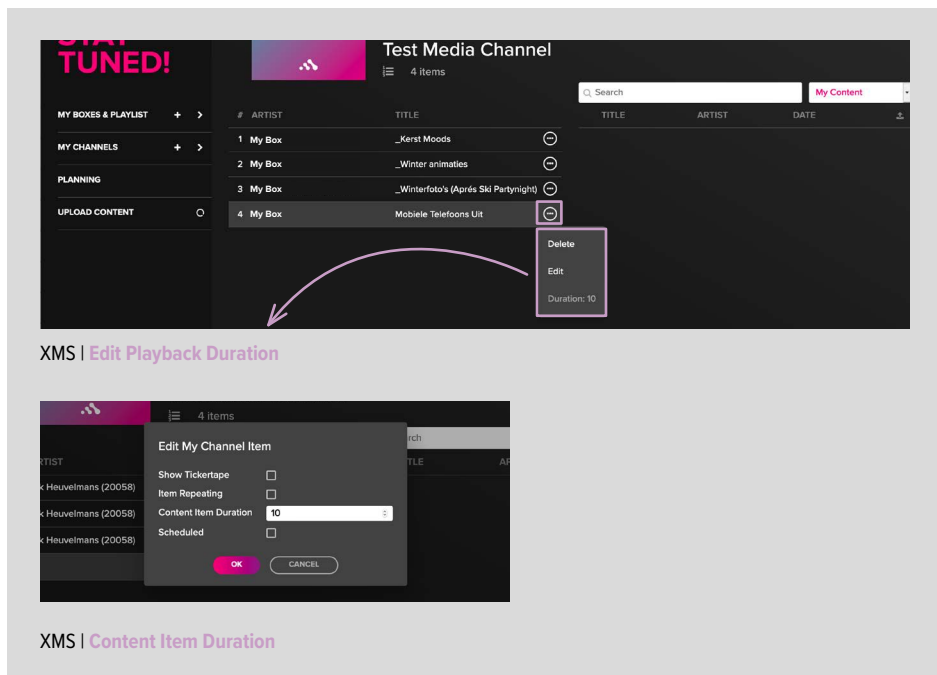 STAY
TUNED!
Test Media Channel
4 items
Search
My Content
MY BOXES & PLAYLIST + >
# ARTIST TITLE
TITLE ARTIST DATE
1 My Box _Kerst Moods
MY CHANNELS + >
2 My Box _Winter animaties
PLANNING
3 My Box _Winterfoto's (Aprés Ski Partynight)
UPLOAD CONTENT
4 My Box Mobiele Telefoons Uit
Delete
Edit
Duration: 10
XMS | Edit Playback Duration
4 items
Edit My Channel Item
rch
RTIST
TLE
Show Tickertape
k Heuvelmans (20058)
Item Repeating
Content Item Duration 10
k Heuvelmans (20058)
Scheduled
k Heuvelmans (20058)
OK CANCEL
XMS | Content Item Duration